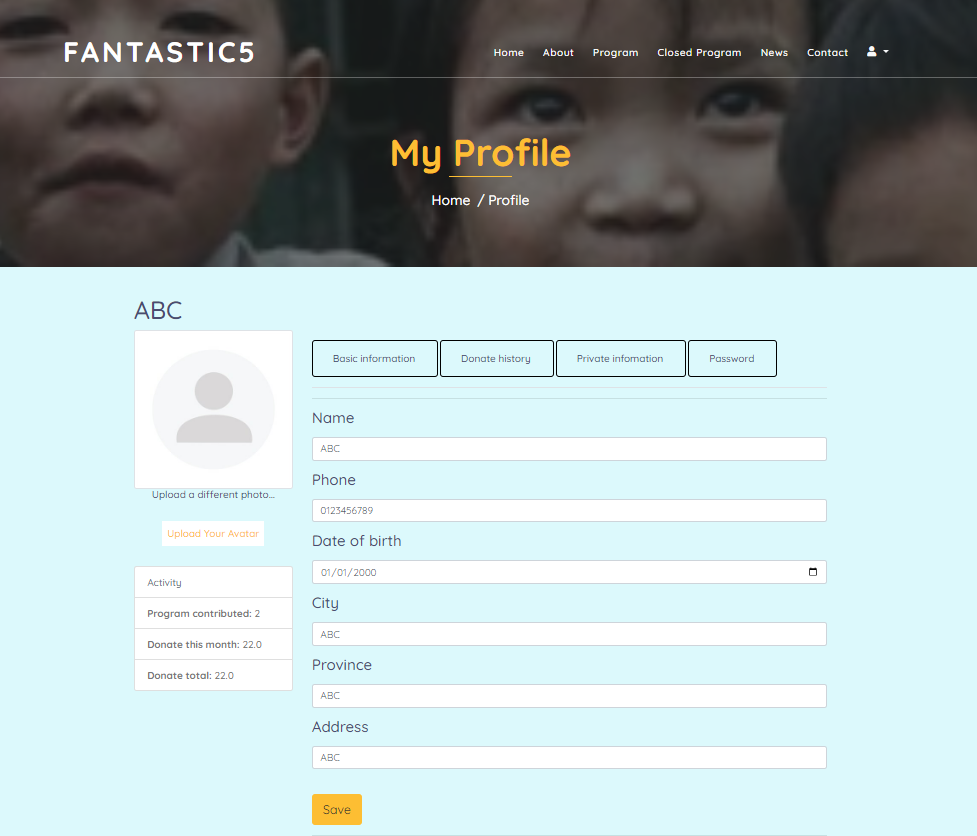 FANTASTIC5
Home About Program Closed Program News Contact
My Profile
Home / Profile
ABC
Upload a different photo...
Upload Your Avatar
Activity
Program contributed: 2
Donate this month: 22.0
Donate total: 22.0
Basic information Donate history Private infomation Password
Name
ABC
Phone
0123456789
Date of birth
01/01/2000
City
ABC
Province
ABC
Address
ABC
Save